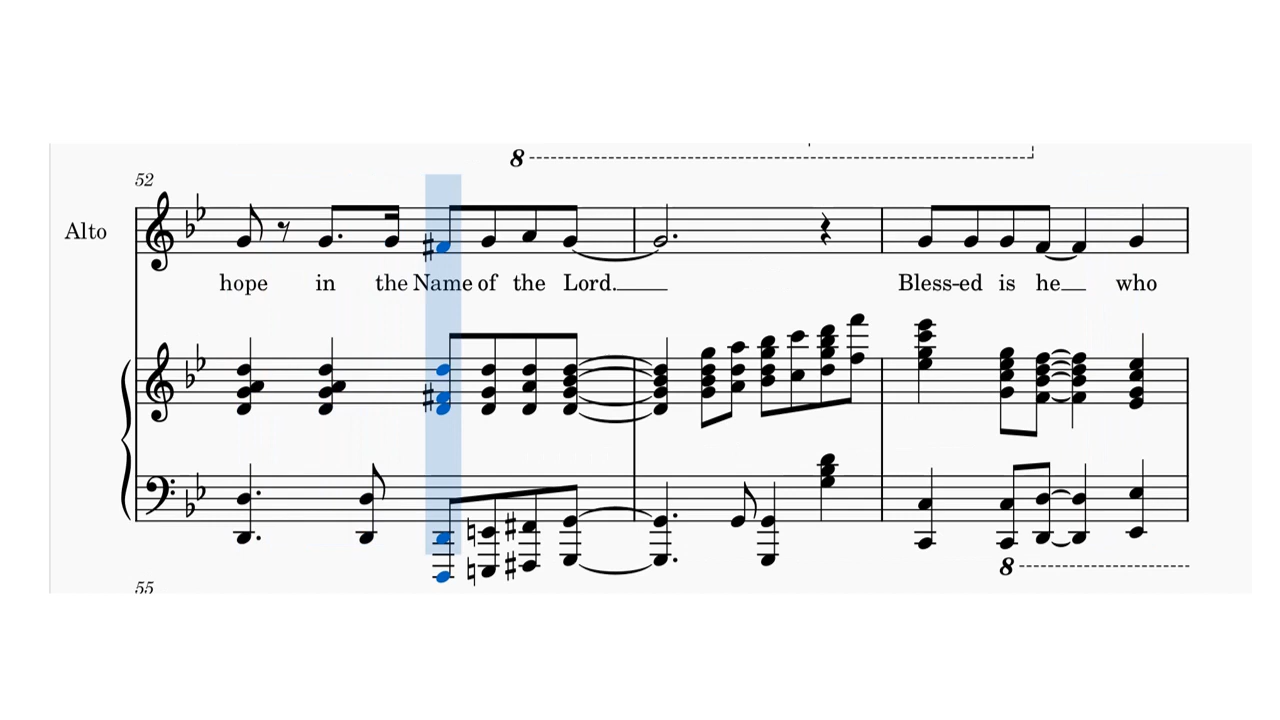 8
52
Alto
hope in the Name of the Lord.
Bless-ed is he who
8
55